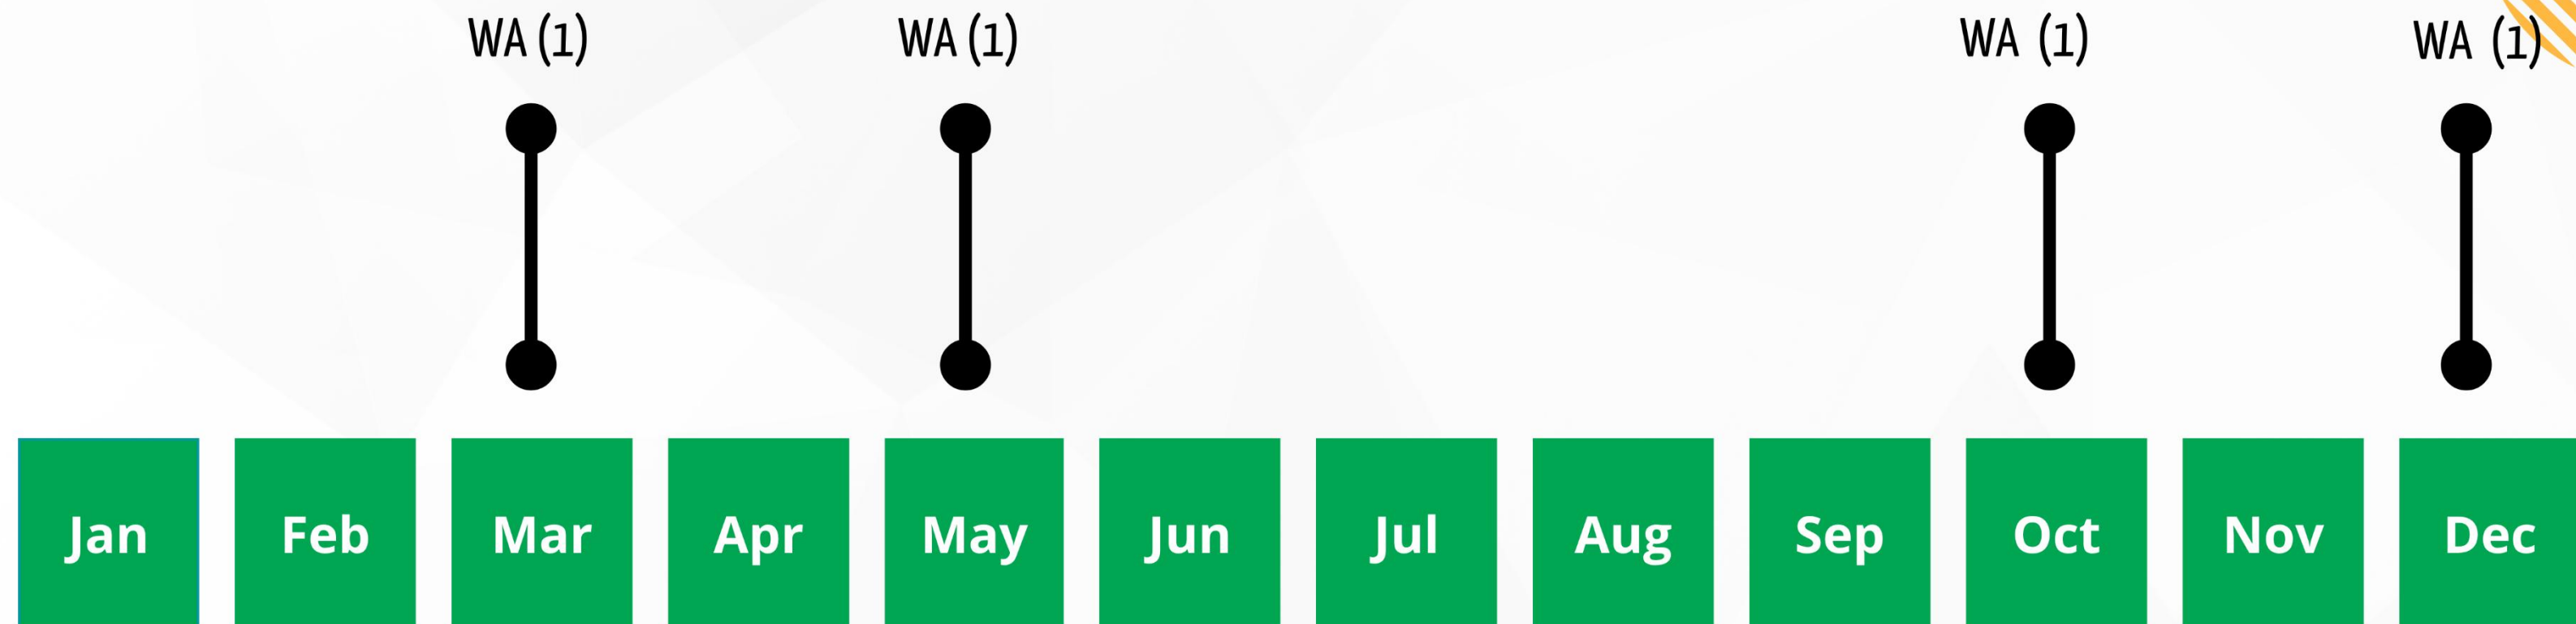 WA (1) WA (1) WA (1) WA (1)
Jan Feb Mar Apr May Jun Jul Aug Sep Oct Nov Dec